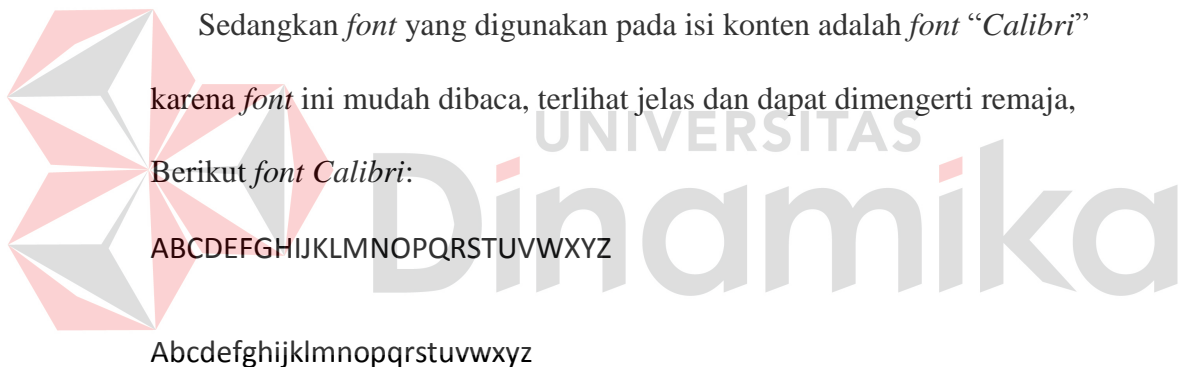 Sedangkan font yang digunakan pada isi konten adalah font “Calibri”
karena font ini mudah dibaca, terlihat jelas dan dapat dimengerti remaja,
UNIVERSITAS
Berikut font Calibri:
Dinamika
ABCDEFGHIJKLMNOPQRSTUVWXYZ
Abcdefghijklmnopqrstuvwxyz